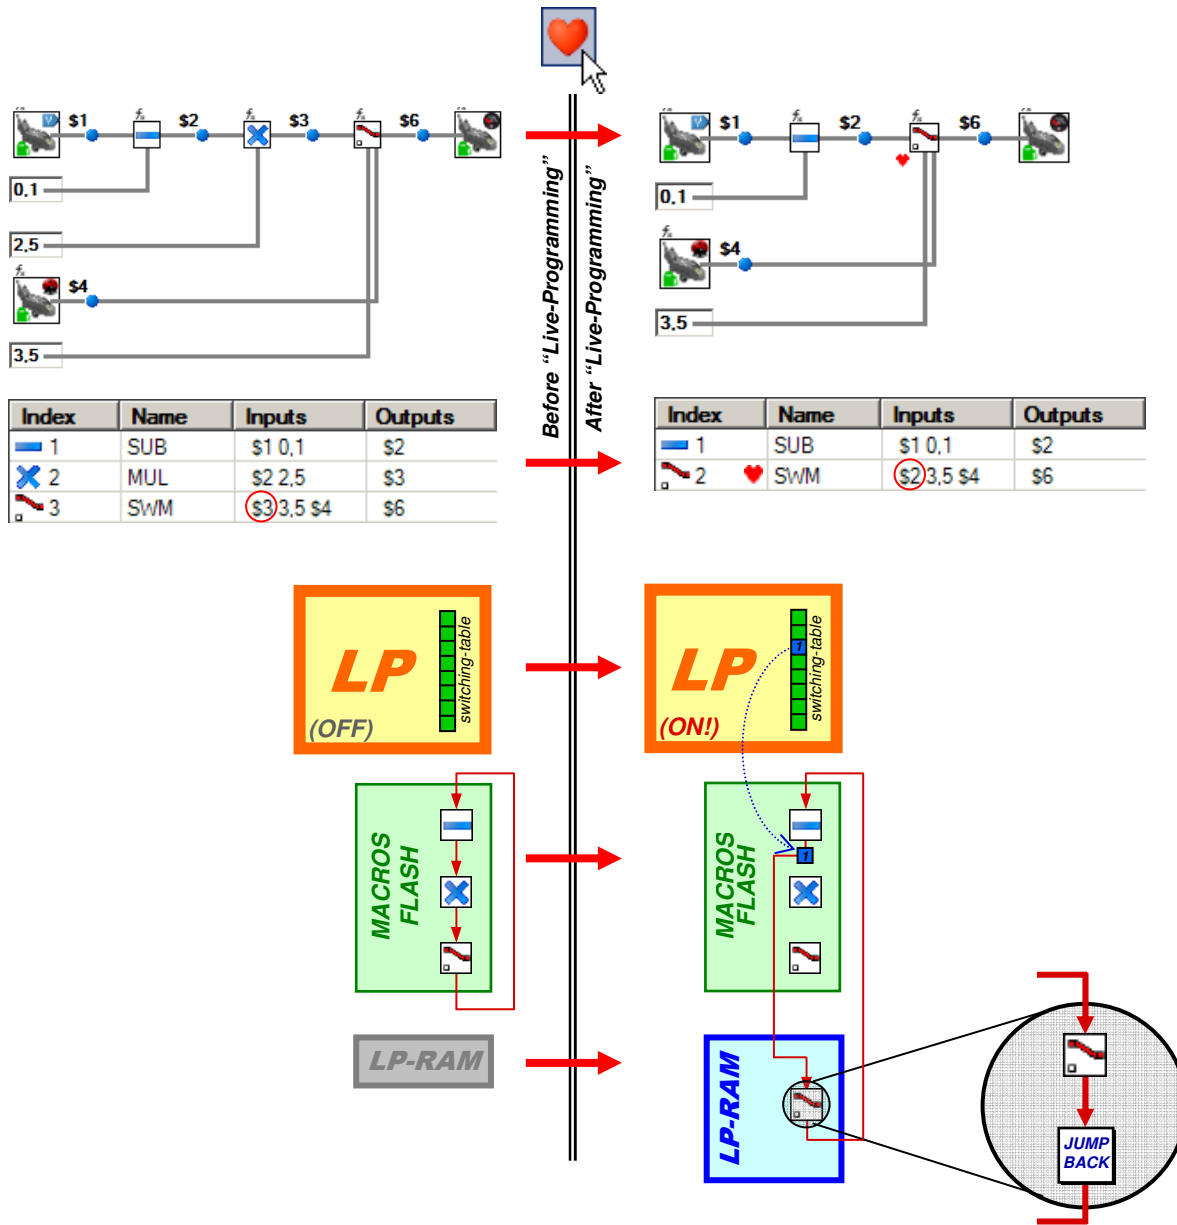 $1 $2 $3 $6
0,1
2,5
$4
3,5
Before “Live-Programming”
After “Live-Programming”
$1 $2 $6
0,1
$4
3,5
Index Name Inputs Outputs
1 SUB $1 0,1 $2
2 MUL $2 2,5 $3
3 SWM $3 3,5 $4 $6
Index Name Inputs Outputs
1 SUB $1 0,1 $2
2 SWM $2 3,5 $4 $6
LP
(OFF)
switching-table
LP
(ON!)
1
switching-table
MACROS
FLASH
MACROS
FLASH
1
LP-RAM
LP-RAM
JUMP
BACK